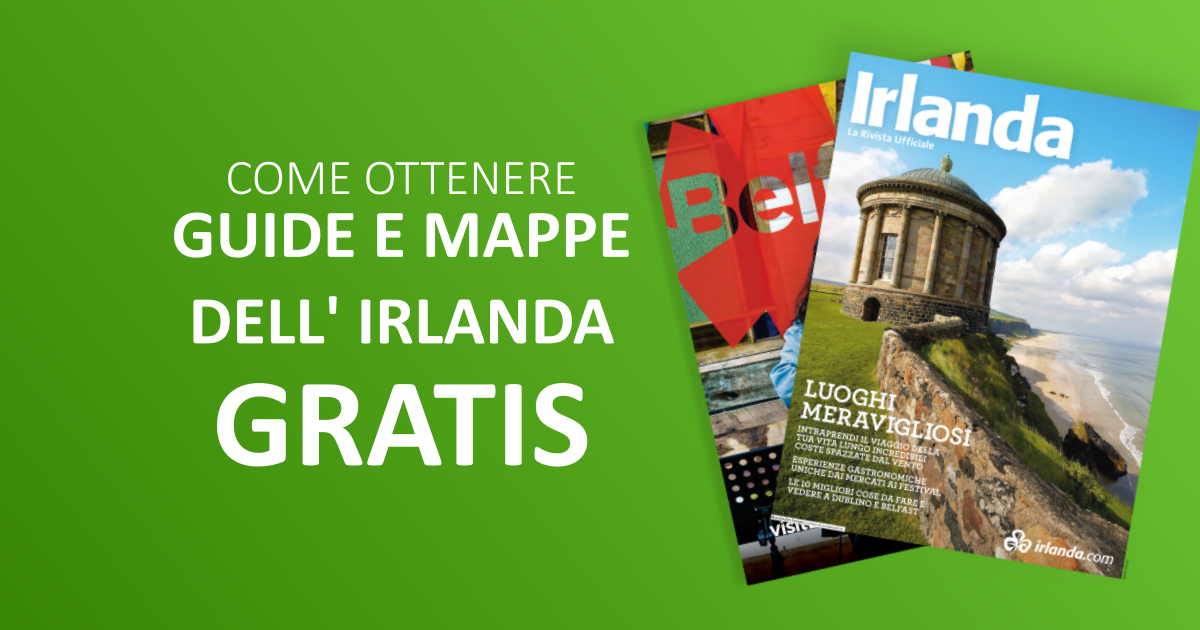 COME OTTENERE
GUIDE E MAPPE
DELL' IRLANDA
GRATIS
Belf
Irlanda
La Rivista Ufficiale
LUOGHI
MERAVIGLIOSI
INTRAPRENDI IL VIAGGIO DELLA
TUA VITA LUNGO INCREDIBILI
COSTE SPAZZATE DAL VENTO
ESPERIENZE GASTRONOMICHE
UNICHE DAI MERCATI AI FESTIVAL
LE 10 MIGLIORI COSE DA FARE E
VEDERE A DUBLINO E BELFAST
visit
irlanda.com